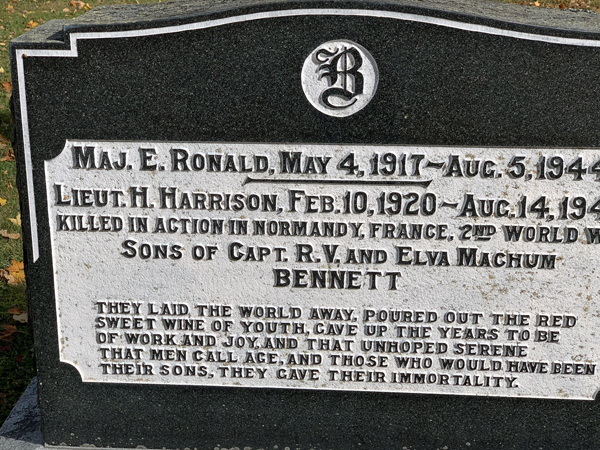 B
MAJ. E. RONALD, MAY 4, 1917~AUG. 5, 1944
LIEUT. H. HARRISON, FEB. 10, 1920~AUG. 14, 194
KILLED IN ACTION IN NORMANDY, FRANCE, 2ND WORLD W
SONS OF CAPT. R.V. AND ELVA MACHUM
BENNETT
THEY LAID THE WORLD AWAY, POURED OUT THE RED
SWEET WINE OF YOUTH, GAVE UP THE YEARS TO BE
OF WORK AND JOY, AND THAT UNHOPED SERENE
THAT MEN CALL AGE, AND THOSE WHO WOULD HAVE BEEN
THEIR SONS, THEY GAVE THEIR IMMORTALITY.